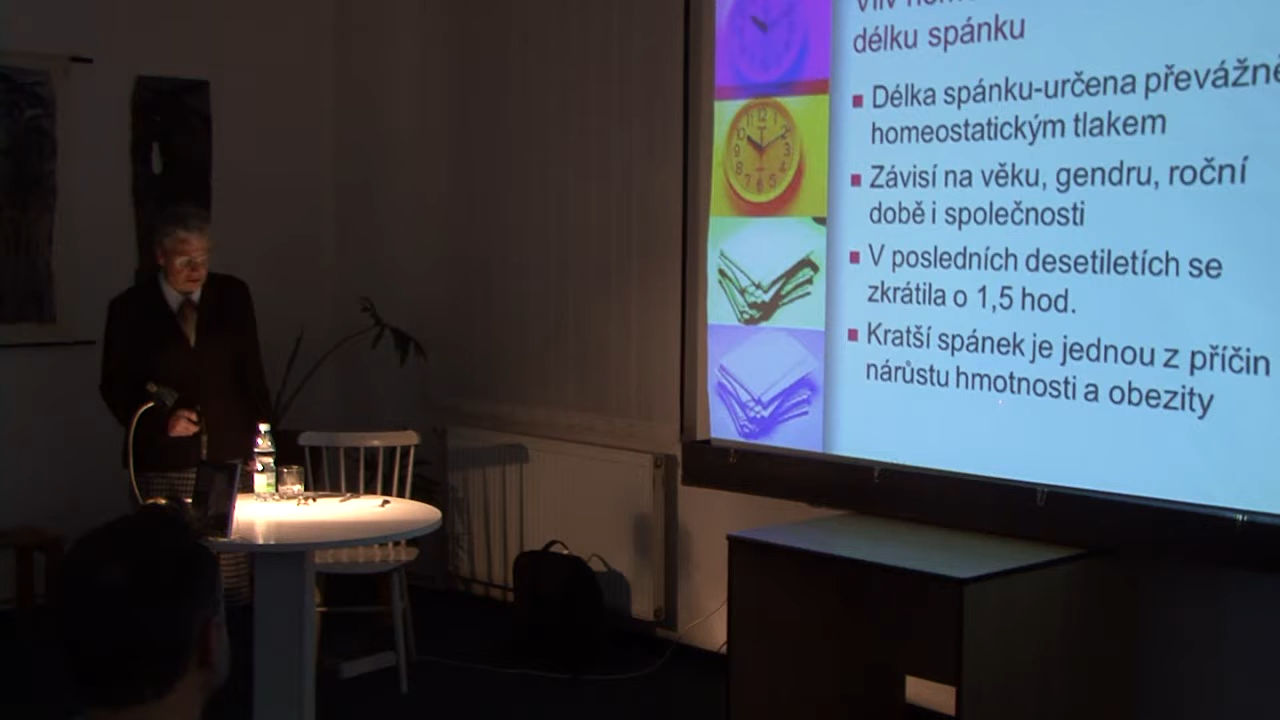 délku spánku
Délka spánku-určena převážně
homeostatickým tlakem
Závisí na věku, gendru, roční
době i společnosti
V posledních desetiletích se
zkrátila o 1,5 hod.
Kratší spánek je jednou z příčin
nárůstu hmotnosti a obezity